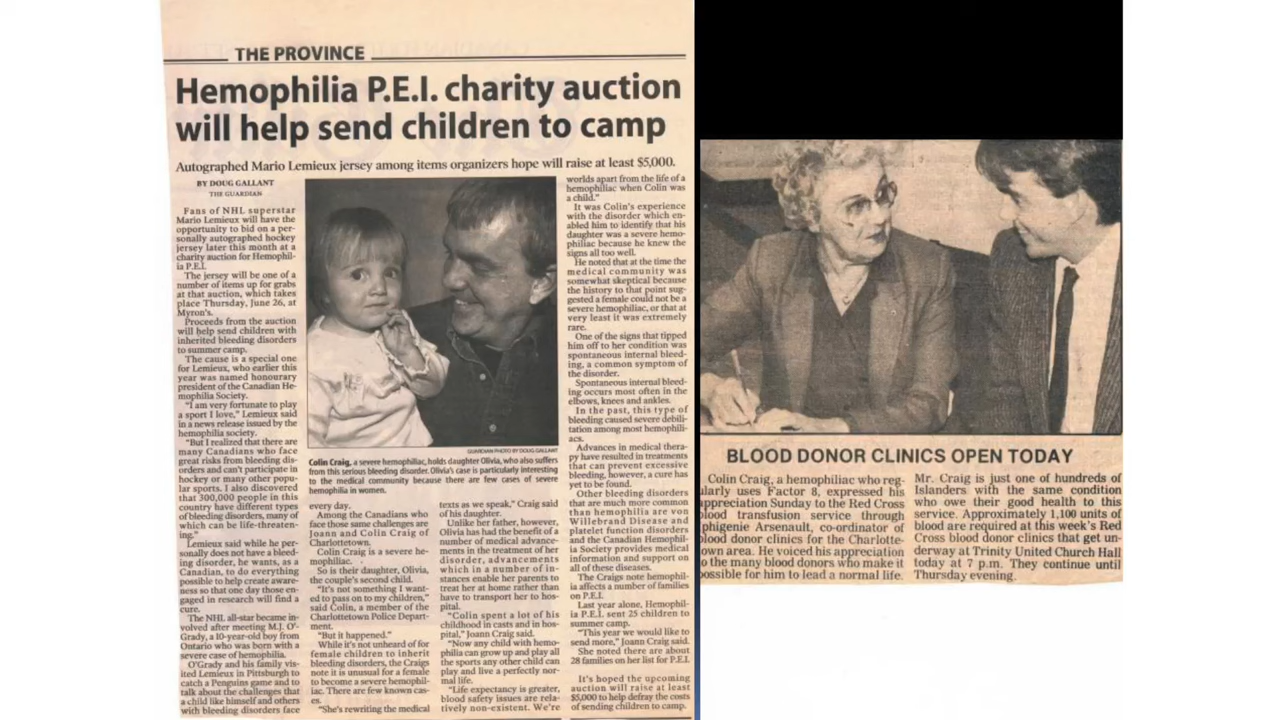 THE PROVINCE
Hemophilia P.E.I. charity auction
will help send children to camp
Autographed Mario Lemieux jersey among items organizers hope will raise at least $5,000.
BY DOUG GALLANT
THE GUARDIAN
Fans of NHL superstar
Mario Lemieux will have the
opportunity to bid on a per-
sonally autographed hockey
jersey later this month at a
charity auction for Hemophil-
ia P.E.I.
The jersey will be one of a
number of items up for grabs
at that auction, which takes
place Thursday, June 26, at
Myron's.
Proceeds from the auction
will help send children with
inherited bleeding disorders
to summer camp.
The cause is a special one
for Lemieux, who earlier this
year was named honourary
president of the Canadian He-
mophilia Society.
"I am very fortunate to play
a sport I love," Lemieux said
in a news release issued by the
hemophilia society.
"But I realized that there are
many Canadians who face
great risks from bleeding dis-
orders and can't participate in
hockey or many other popu-
lar sports. I also discovered
that 300,000 people in this
country have different types
of bleeding disorders, many of
which can be life-threaten-
ing."
Lemieux said while he per-
sonally does not have a bleed-
ing disorder, he wants, as a
Canadian, to do everything
possible to help create aware-
ness so that one day those en-
gaged in research will find a
cure.
The NHL all-star became in-
volved after meeting M.J. O'-
Grady, a 10-year-old boy from
Ontario who was born with a
severe case of hemophilia.
O'Grady and his family vis-
ited Lemieux in Pittsburgh to
catch a Penguins game and to
talk about the challenges that
a child like himself and others
with bleeding disorders face
GUARDIAN PHOTO BY DOUG GALLANT
Colin Craig, a severe hemophiliac, holds daughter Olivia, who also suffers
from this serious bleeding disorder. Olivia's case is particularly interesting
to the medical community because there are few cases of severe
hemophilia in women.
every day.
Among the Canadians who
face those same challenges are
Joann and Colin Craig of
Charlottetown.
Colin Craig is a severe he-
mophiliac.
So is their daughter, Olivia,
the couple's second child.
"It's not something I want-
ed to pass on to my children,"
said Colin, a member of the
Charlottetown Police Depart-
ment.
"But it happened."
While it's not unheard of for
female children to inherit
bleeding disorders, the Craigs
note it is unusual for a female
to become a severe hemophil-
iac. There are few known cas-
es.
"She's rewriting the medical
texts as we speak," Craig said
of his daughter.
Unlike her father, however,
Olivia has had the benefit of a
number of medical advance-
ments in the treatment of her
disorder, advancements
which in a number of in-
stances enable her parents to
treat her at home rather than
have to transport her to hos-
pital.
"Colin spent a lot of his
childhood in casts and in hos-
pital," Joann Craig said.
"Now any child with hemo-
philia can grow up and play all
the sports any other child can
play and live a perfectly nor-
mal life.
"Life expectancy is greater,
blood safety issues are rela-
tively non-existent. We're
worlds apart from the life of a
hemophiliac when Colin was
a child."
It was Colin's experience
with the disorder which en-
abled him to identify that his
daughter was a severe hemo-
philiac because he knew the
signs all too well.
He noted that at the time the
medical community was
somewhat skeptical because
the history to that point sug-
gested a female could not be a
severe hemophiliac, or that at
very least it was extremely
rare.
One of the signs that tipped
him off to her condition was
spontaneous internal bleed-
ing, a common symptom of
the disorder.
Spontaneous internal bleed-
ing occurs most often in the
elbows, knees and ankles.
In the past, this type of
bleeding caused severe debili-
tation among most hemophili-
acs.
Advances in medical thera-
py have resulted in treatments
that can prevent excessive
bleeding, however, a cure has
yet to be found.
Other bleeding disorders
that are much more common
than hemophilia are von
Willebrand Disease and
platelet function disorders
and the Canadian Hemophil-
ia Society provides medical
information and support on
all of these diseases.
The Craigs note hemophil-
ia affects a number of families
on P.E.I.
Last year alone, Hemophil-
ia P.E.I. sent 25 children to
summer camp.
"This year we would like to
send more," Joann Craig said.
She noted there are about
28 families on her list for P.E.I.
It's hoped the upcoming
auction will raise at least
$5,000 to help defray the costs
of sending children to camp.
BLOOD DONOR CLINICS OPEN TODAY
Colin Craig, a hemophiliac who reg-
ularly uses Factor 8, expressed his
appreciation Sunday to the Red Cross
blood transfusion service through
phigenie Arsenault, co-ordinator of
blood donor clinics for the Charlotte-
own area. He voiced his appreciation
o the many blood donors who make it
possible for him to lead a normal life.
Mr. Craig is just one of hundreds of
Islanders with the same condition
who owe their good health to this
service. Approximately 1,100 units of
blood are required at this week's Red
Cross blood donor clinics that get un-
derway at Trinity United Church Hall
today at 7 p.m. They continue until
Thursday evening.